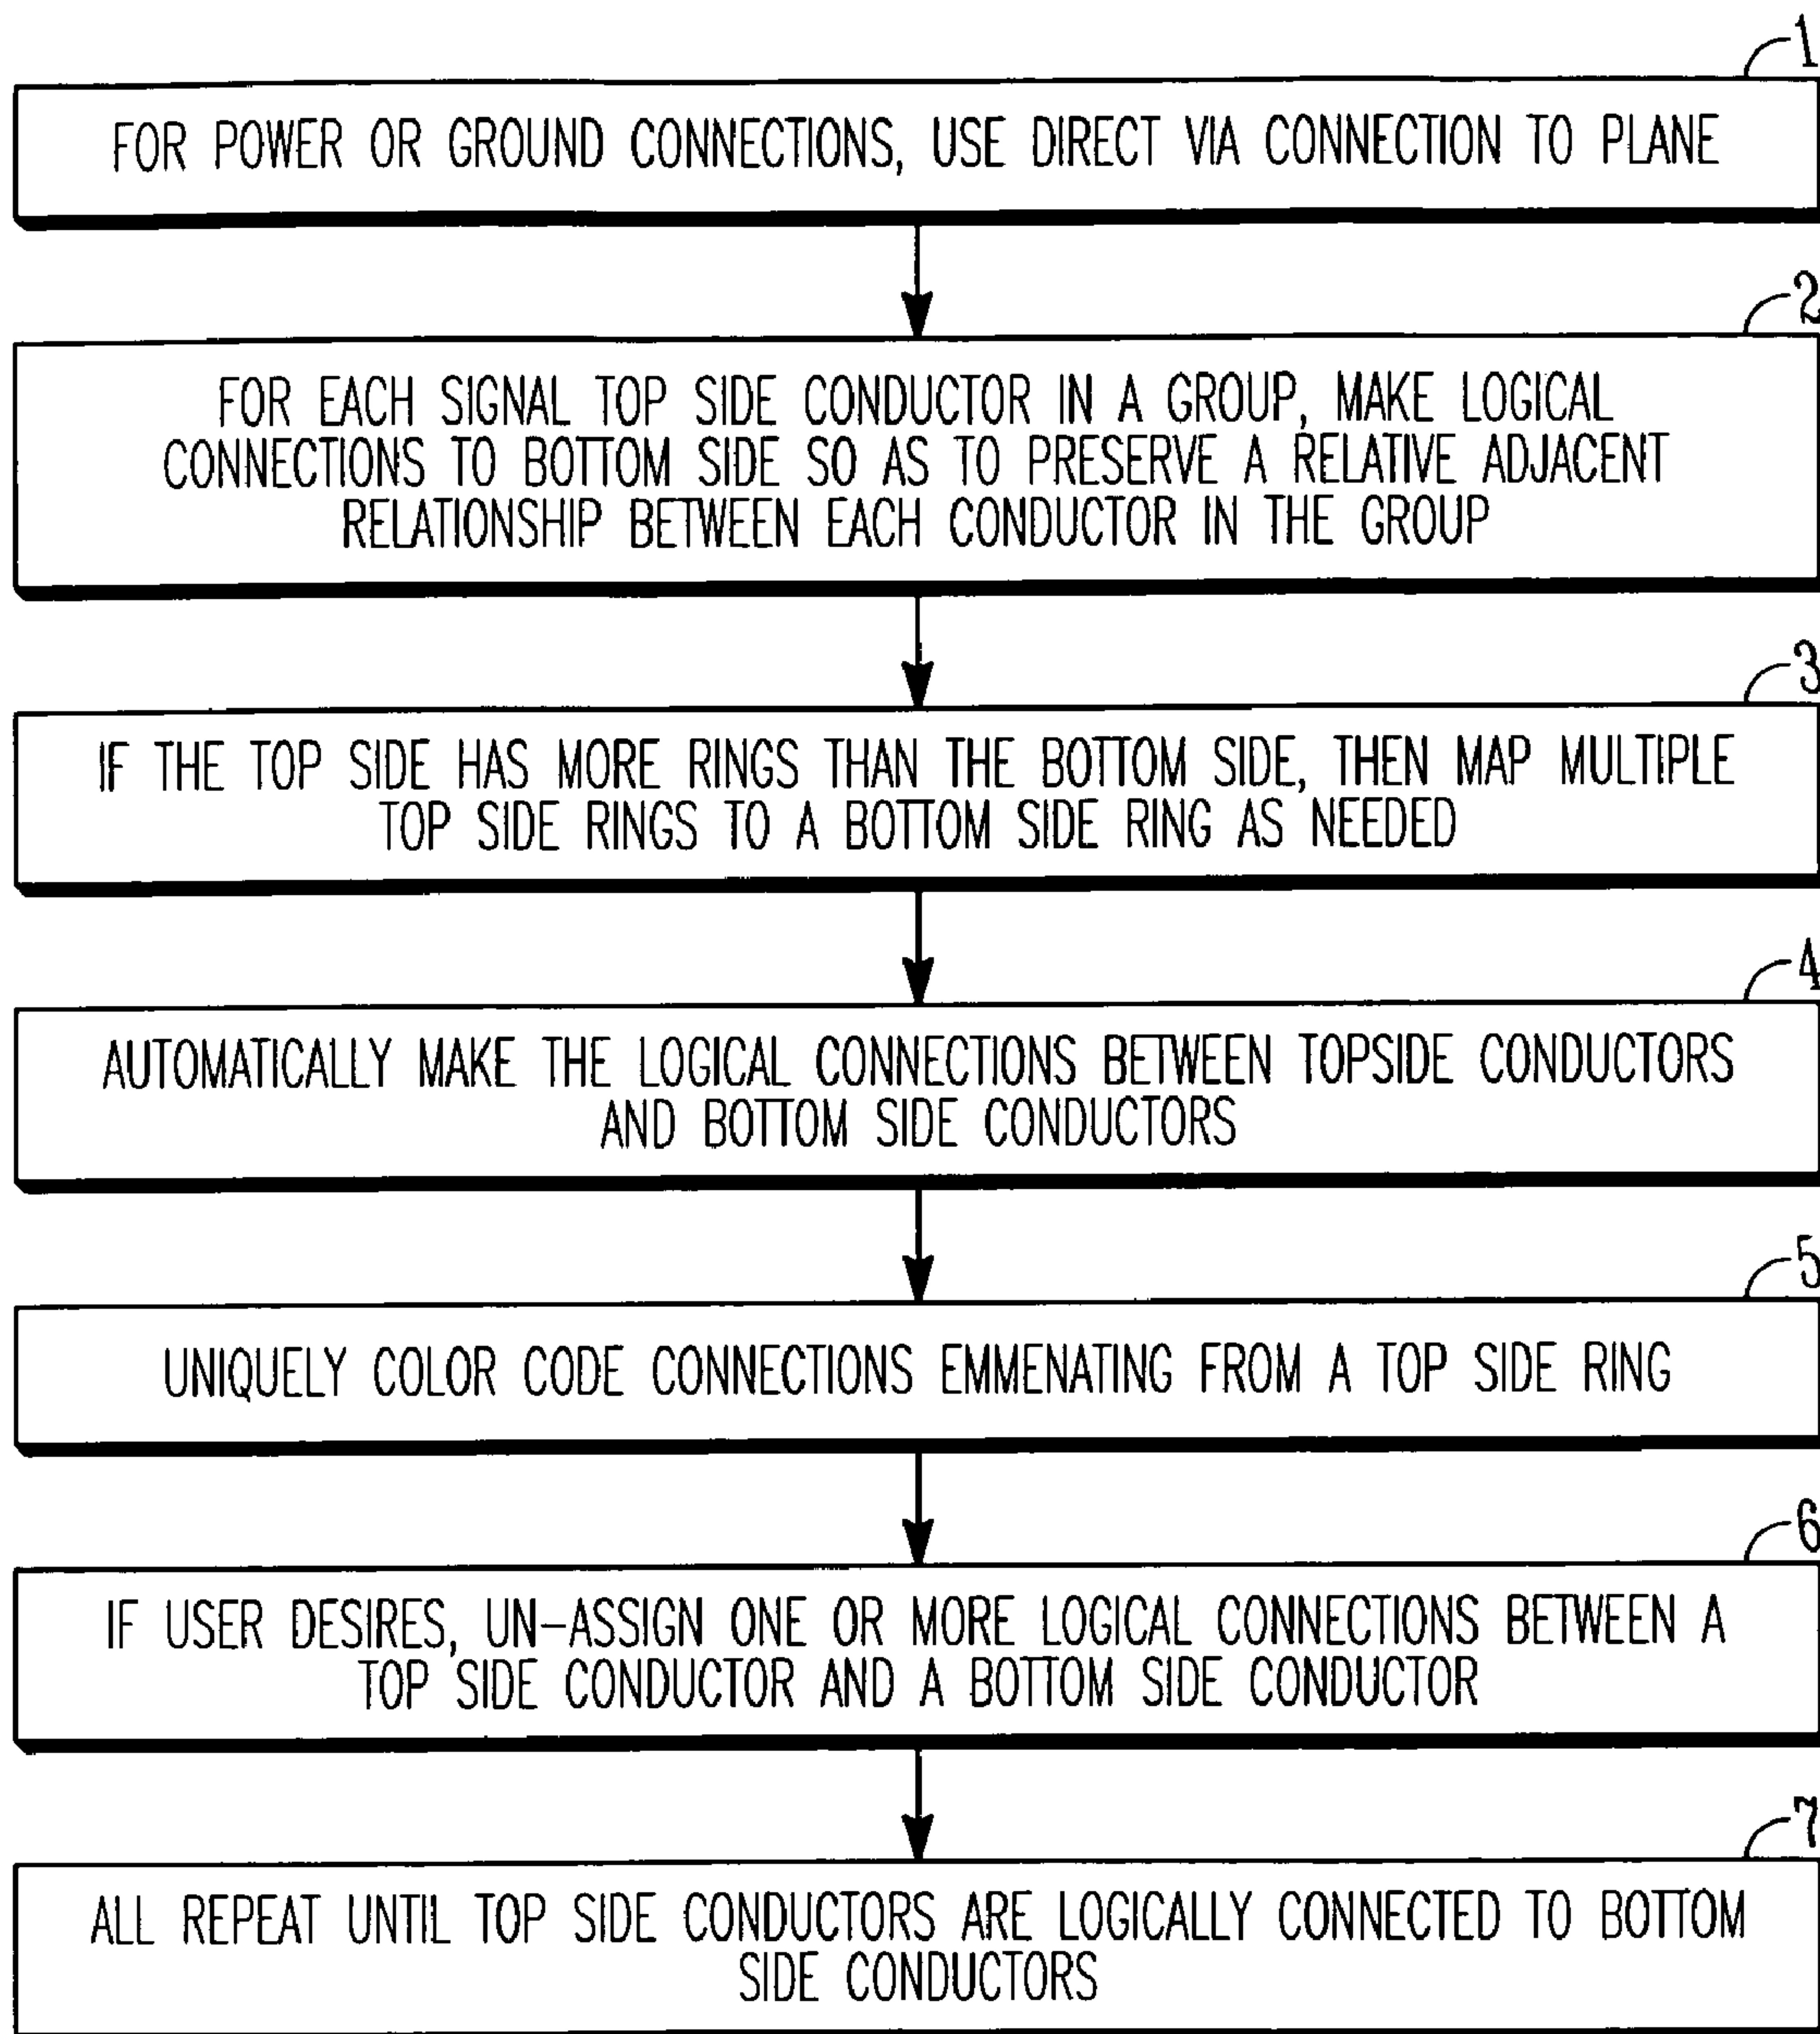 1
FOR POWER OR GROUND CONNECTIONS, USE DIRECT VIA CONNECTION TO PLANE
2
FOR EACH SIGNAL TOP SIDE CONDUCTOR IN A GROUP, MAKE LOGICAL
CONNECTIONS TO BOTTOM SIDE SO AS TO PRESERVE A RELATIVE ADJACENT
RELATIONSHIP BETWEEN EACH CONDUCTOR IN THE GROUP
3
IF THE TOP SIDE HAS MORE RINGS THAN THE BOTTOM SIDE, THEN MAP MULTIPLE
TOP SIDE RINGS TO A BOTTOM SIDE RING AS NEEDED
4
AUTOMATICALLY MAKE THE LOGICAL CONNECTIONS BETWEEN TOPSIDE CONDUCTORS
AND BOTTOM SIDE CONDUCTORS
5
UNIQUELY COLOR CODE CONNECTIONS EMMENATING FROM A TOP SIDE RING
6
IF USER DESIRES, UN-ASSIGN ONE OR MORE LOGICAL CONNECTIONS BETWEEN A
TOP SIDE CONDUCTOR AND A BOTTOM SIDE CONDUCTOR
7
ALL REPEAT UNTIL TOP SIDE CONDUCTORS ARE LOGICALLY CONNECTED TO BOTTOM
SIDE CONDUCTORS